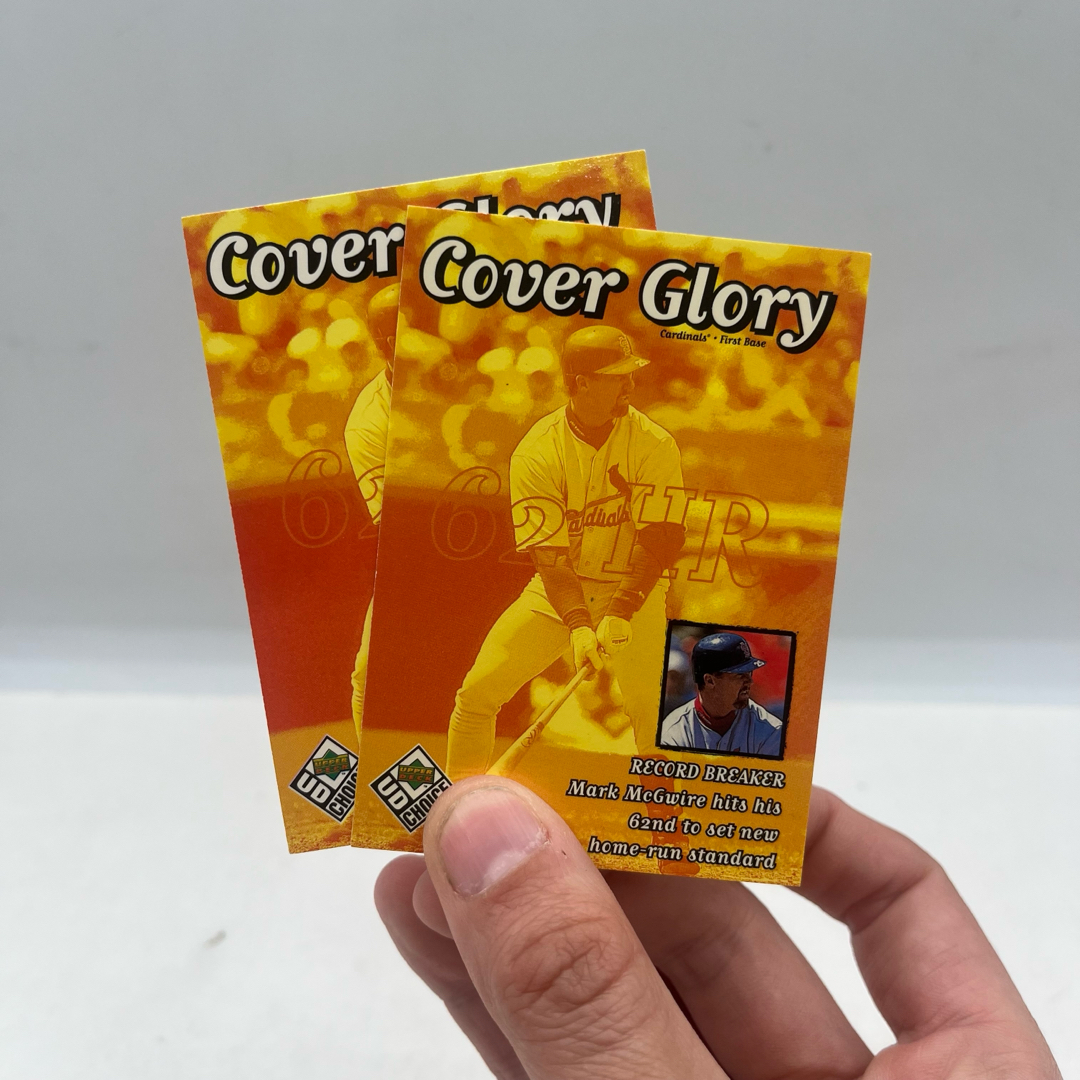 Cover Glory
Cover Glory
Cardinals • First Base
62
62 HR
Cardinals
RECORD BREAKER
Mark McGwire hits his
62nd to set new
home-run standard
UPPER DECK
UD CHOICE
UPPER DECK
UD CHOICE